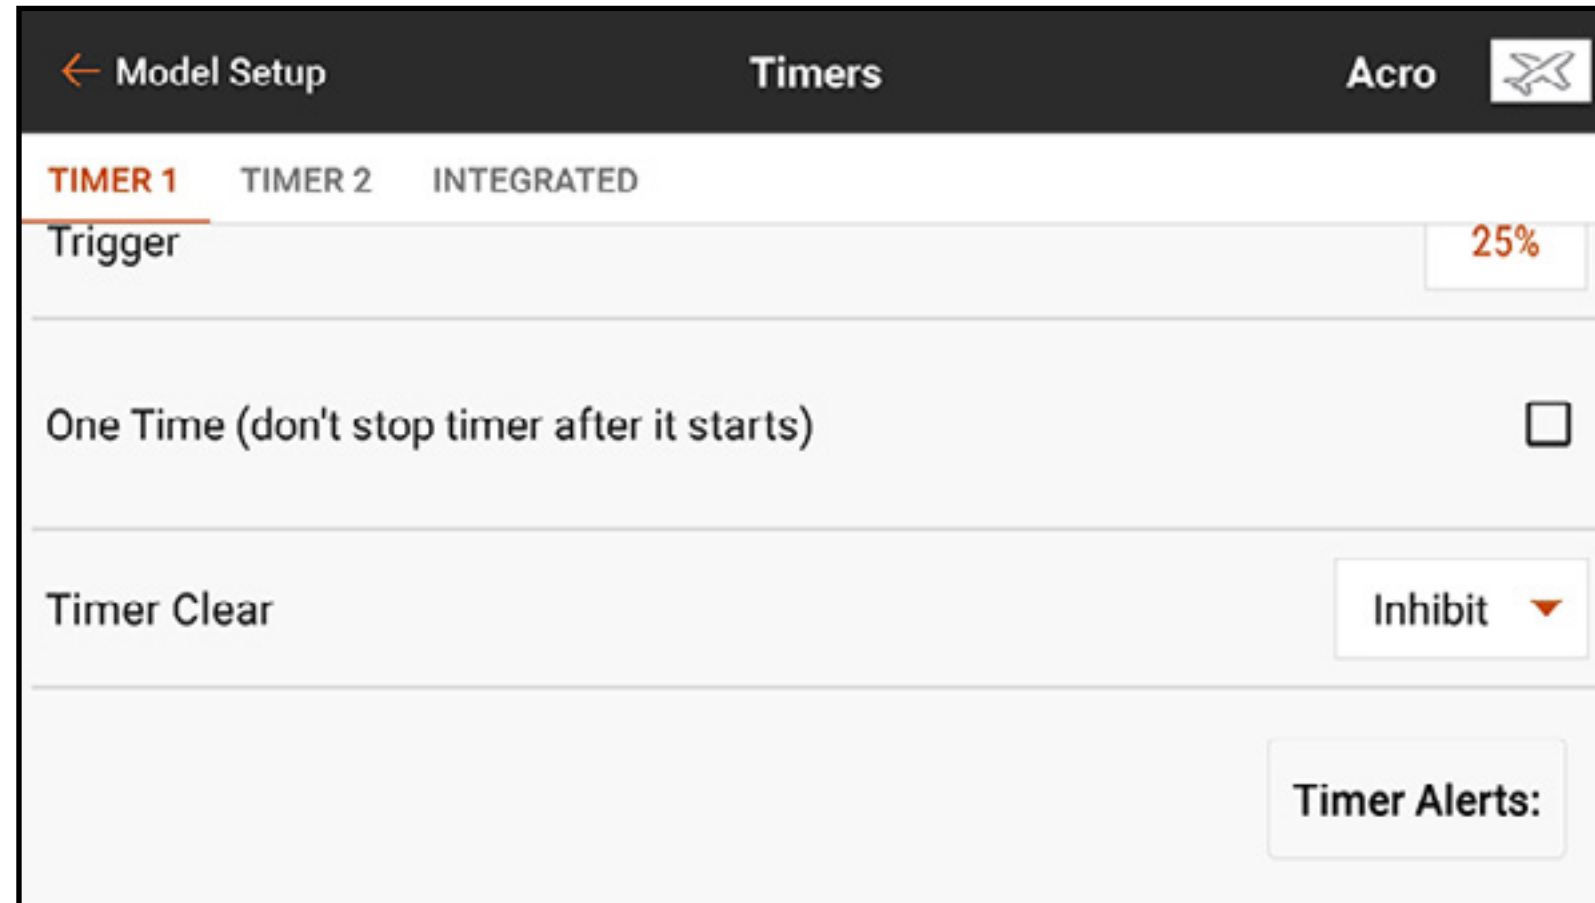 Model Setup Timers Acro
TIMER 1 TIMER 2 INTEGRATED
Trigger 25%
One Time (don't stop timer after it starts)
Timer Clear Inhibit
Timer Alerts: